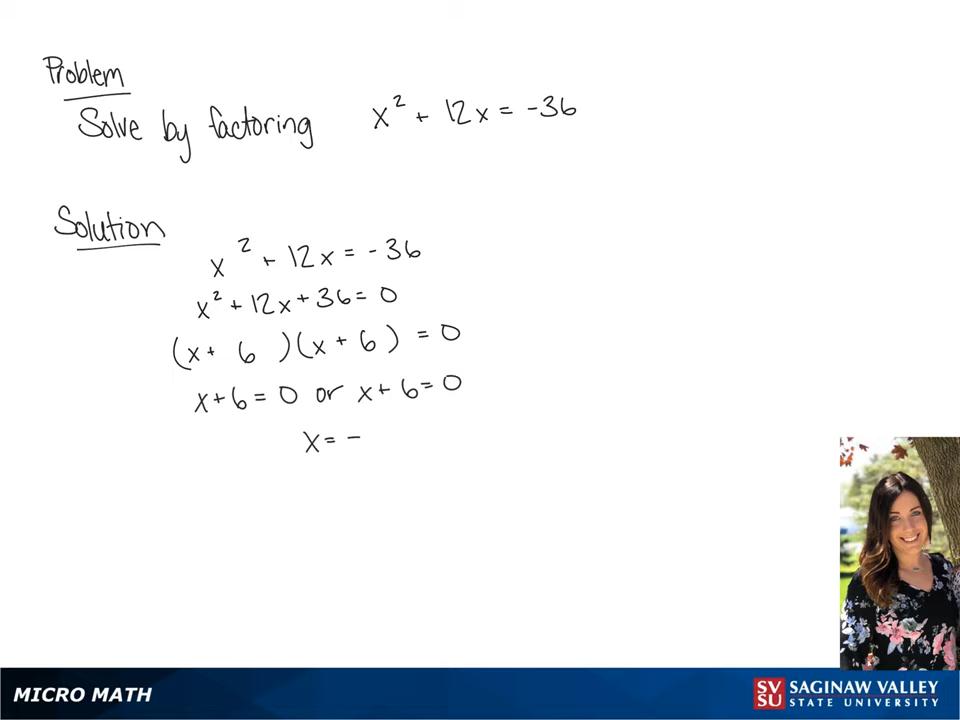 Problem
Solve by factoring x² + 12x = -36
Solution
x² + 12x = -36
x² + 12x + 36 = 0
(x + 6 )(x + 6) = 0
x + 6 = 0 or x + 6 = 0
x = -
MICRO MATH
SVSU SAGINAW VALLEY
STATE UNIVERSITY